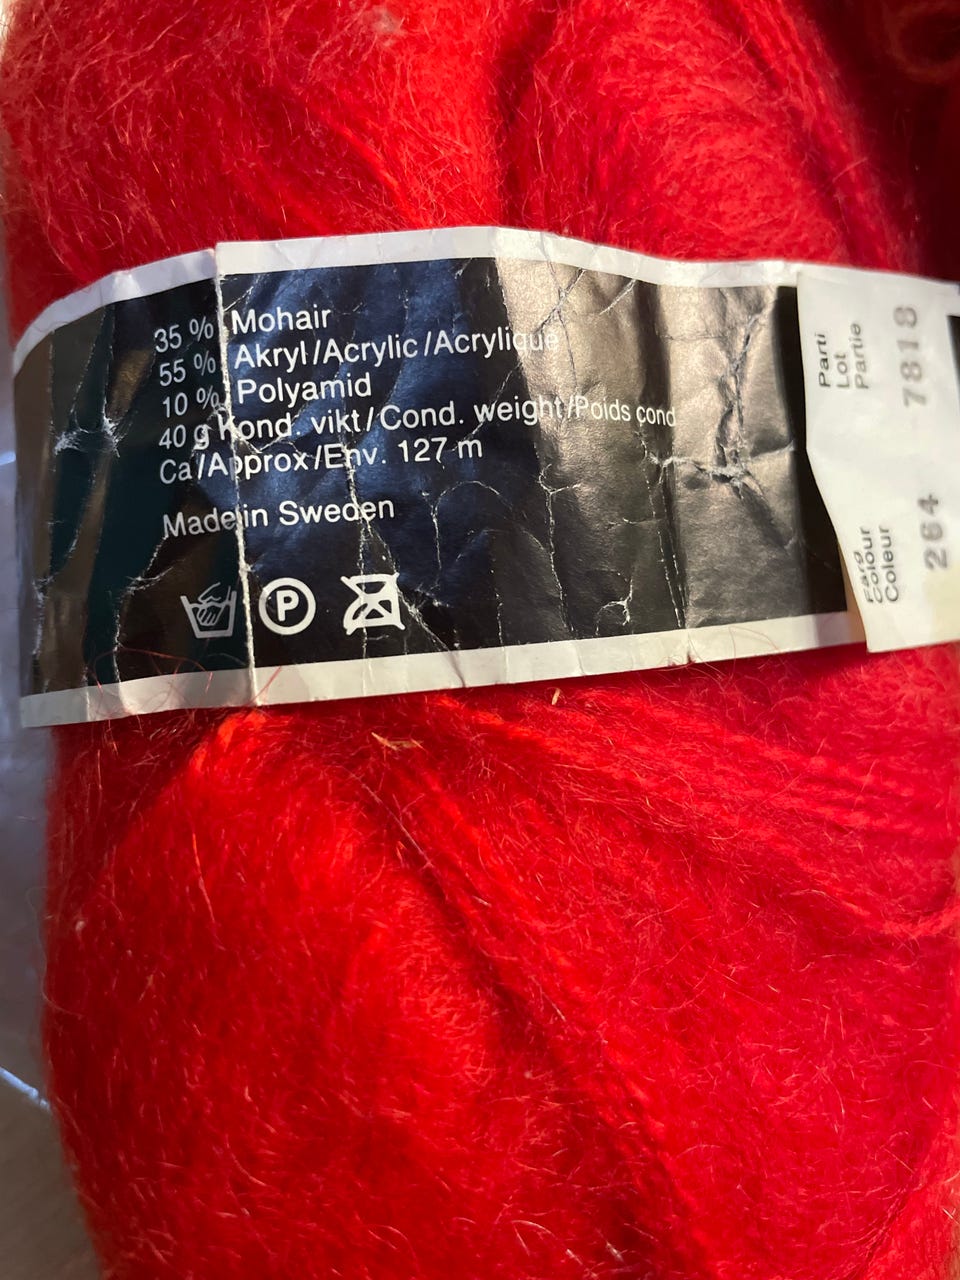 35 % Mohair
55 % Akryl/Acrylic/Acrylique
10 % Polyamid
40 g Kond. vikt/Cond. weight/Poids cond
Ca/Approx/Env. 127 m
Made in Sweden
P
Parti
Lot
Partie
7818
Färg
Colour
Coleur
264